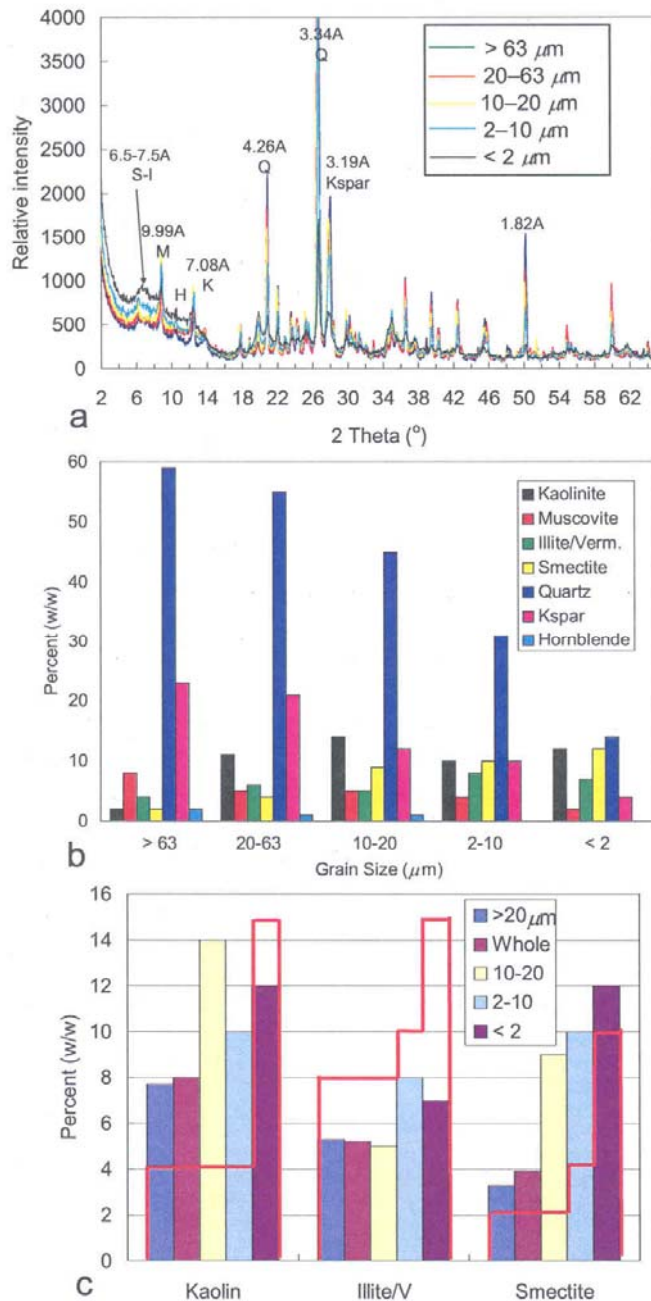 4000
3500
3000
2500
2000
1500
1000
500
0
Relative intensity
3.34A
Q
> 63 μm
20–63 μm
10–20 μm
2–10 μm
< 2 μm
6.5-7.5A
S-I
4.26A
Q
3.19A
Kspar
9.99A
M
7.08A
H
K
1.82A
2 6 10 14 18 22 26 30 34 38 42 46 50 54 58 62
a
2 Theta (°)
60
50
40
30
20
10
0
Percent (w/w)
Kaolinite
Muscovite
Illite/Verm.
Smectite
Quartz
Kspar
Hornblende
> 63 20-63 10-20 2-10 < 2
b
Grain Size (μm)
16
14
12
10
8
6
4
2
0
Percent (w/w)
>20μm
Whole
10-20
2-10
< 2
c
Kaolin Illite/V Smectite